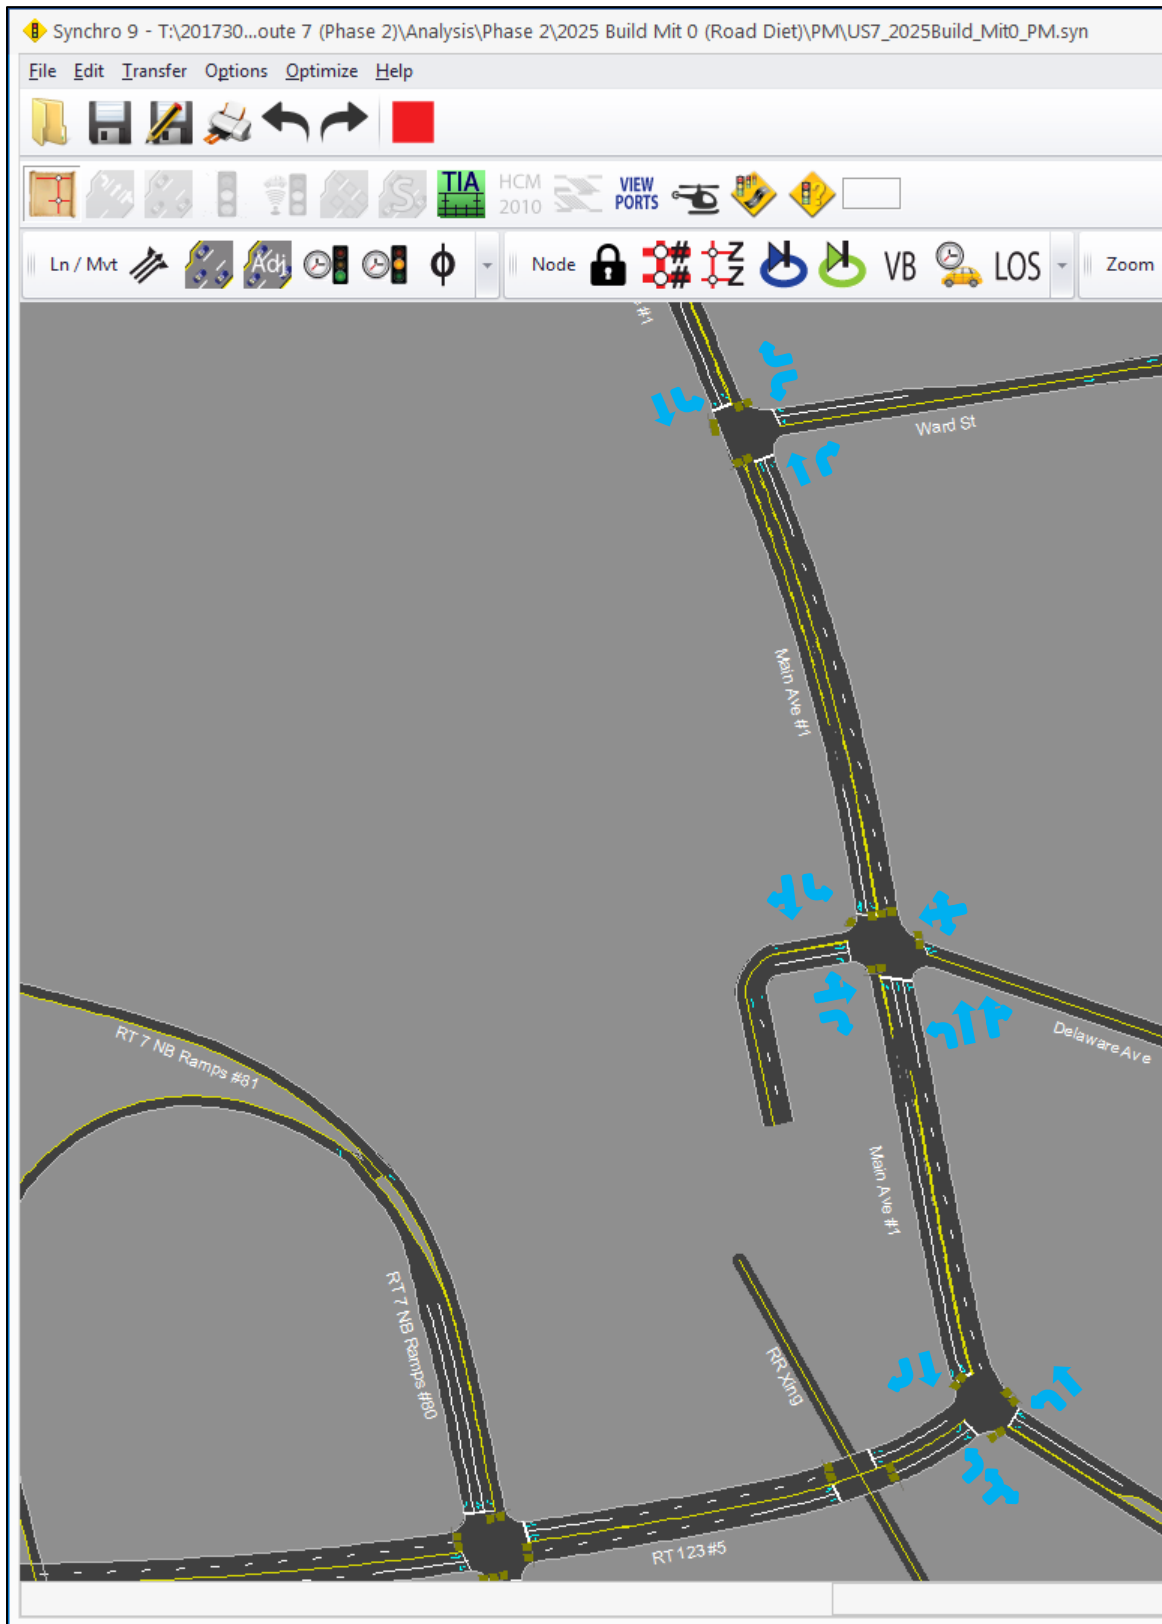 Synchro 9 - T:\201730...oute 7 (Phase 2)\Analysis\Phase 2\2025 Build Mit 0 (Road Diet)\PM\US7_2025Build_Mit0_PM.syn
File Edit Transfer Options Optimize Help
TIA HCM 2010 VIEW PORTS
Ln / Mvt Adj Φ Node # # Z Z VB LOS Zoom
#1
Ward St
Main Ave #1
Delaware Ave
RT 7 NB Ramps #81
Main Ave #1
RT 7 NB Ramps #80
RR Xing
RT 123 #5